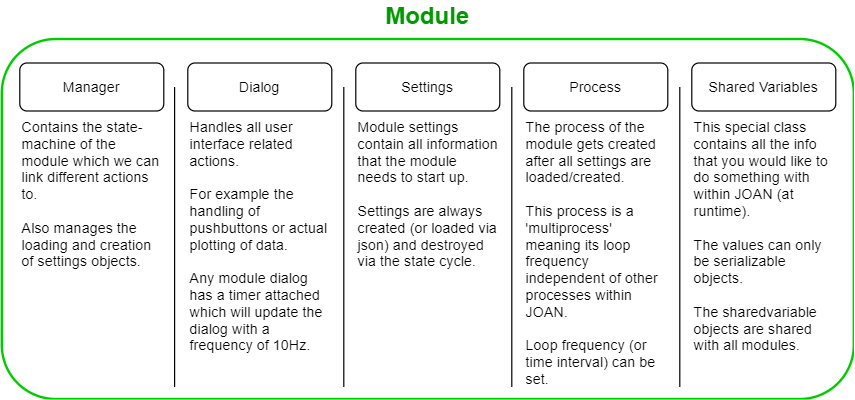 Module
Manager
Contains the state-
machine of the
module which we can
link different actions
to.
Also manages the
loading and creation
of settings objects.
Dialog
Handles all user
interface related
actions.
For example the
handling of
pushbuttons or actual
plotting of data.
Any module dialog
has a timer attached
which will update the
dialog with a
frequency of 10Hz.
Settings
Module settings
contain all information
that the module
needs to start up.
Settings are always
created (or loaded via
json) and destroyed
via the state cycle.
Process
The process of the
module gets created
after all settings are
loaded/created.
This process is a
'multiprocess'
meaning its loop
frequency
independent of other
processes within
JOAN.
Loop frequency (or
time interval) can be
set.
Shared Variables
This special class
contains all the info
that you would like to
do something with
within JOAN (at
runtime).
The values can only
be serializable
objects.
The sharedvariable
objects are shared
with all modules.